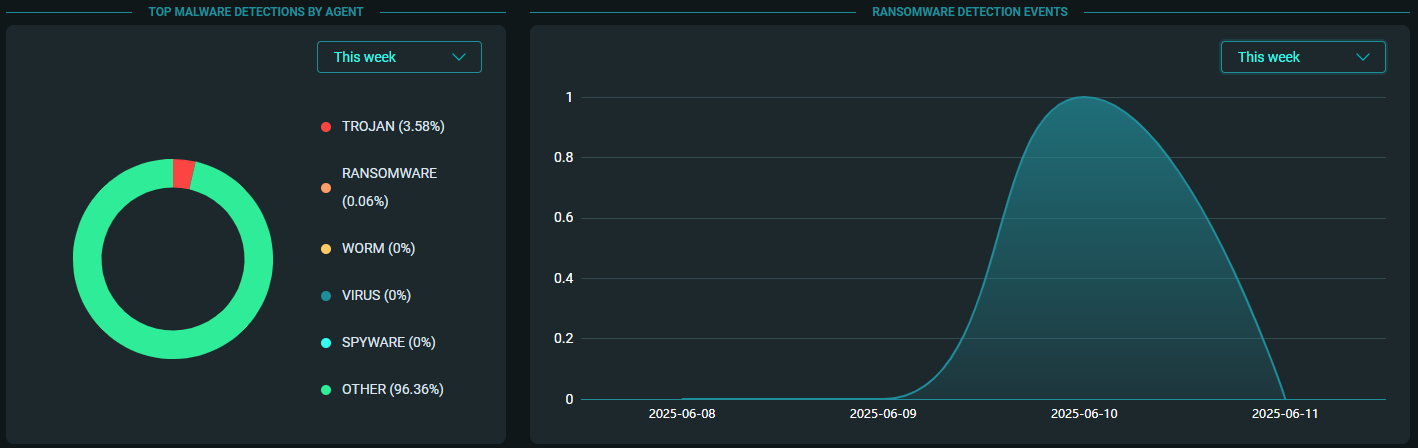 TOP MALWARE DETECTIONS BY AGENT
This week
TROJAN (3.58%)
RANSOMWARE
(0.06%)
WORM (0%)
VIRUS (0%)
SPYWARE (0%)
OTHER (96.36%)
RANSOMWARE DETECTION EVENTS
This week
1
0.8
0.6
0.4
0.2
0
2025-06-08 2025-06-09 2025-06-10 2025-06-11